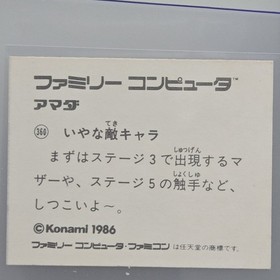 ファミリー コンピュータ™
アマダ
360 いやな敵キャラ
まずはステージ3で出現するマ
ザーや、ステージ5の触手など、
しつこいよ〜。
©Konami 1986
ファミリー コンピュータ・ファミコン は任天堂の商標です。